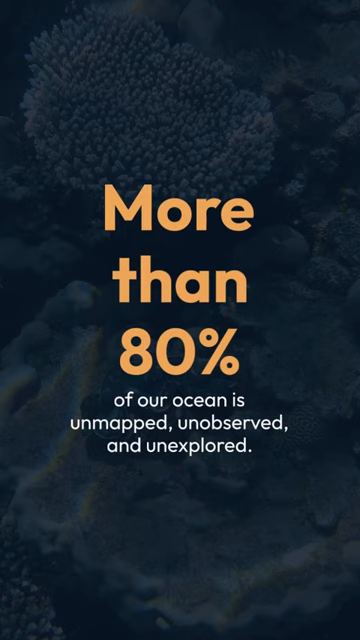 More
than
80%
of our ocean is
unmapped, unobserved,
and unexplored.